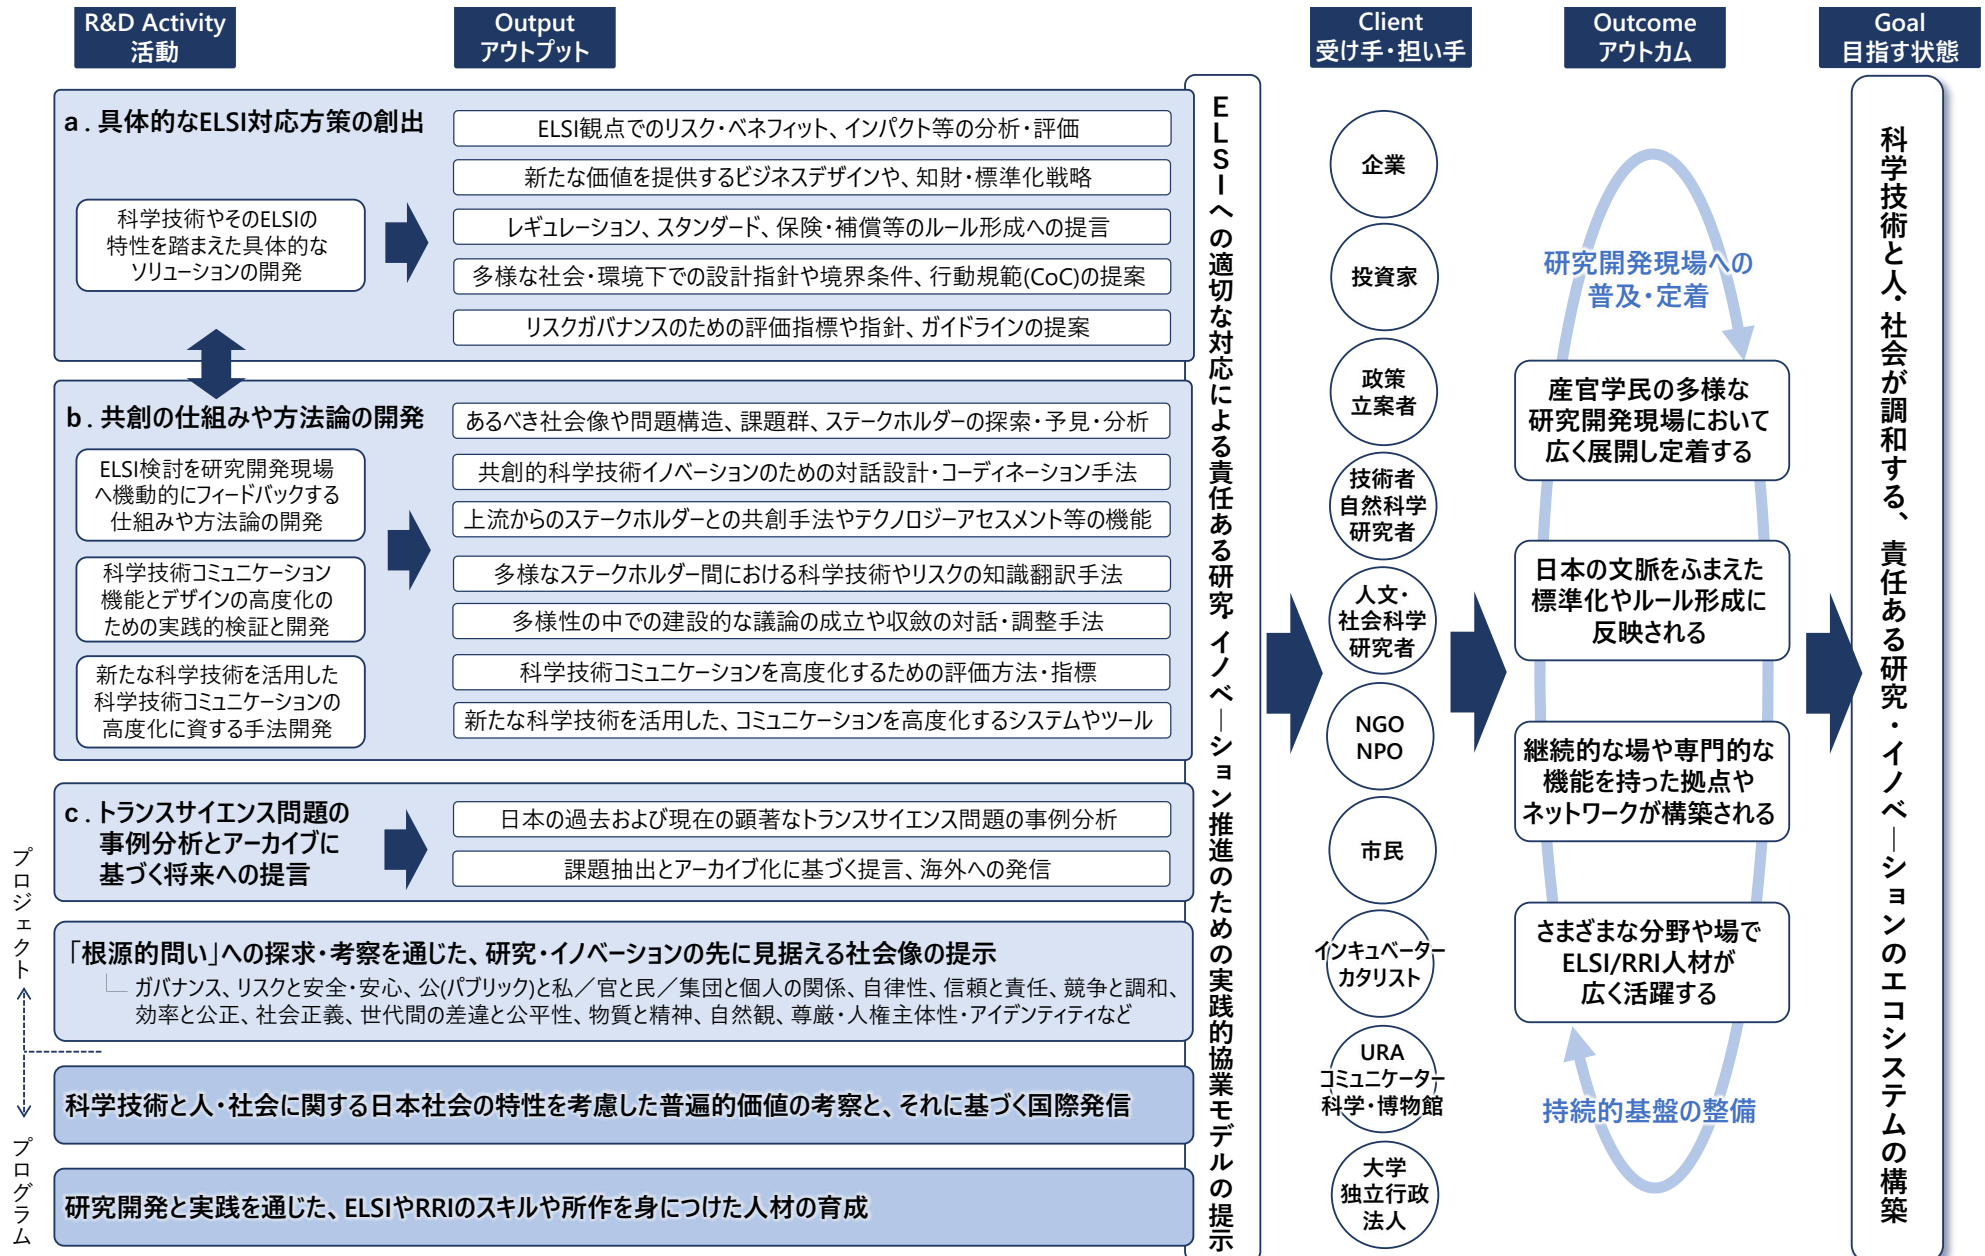 R&D Activity
活動
Output
アウトプット
Client
受け手・担い手
Outcome
アウトカム
Goal
目指す状態
a . 具体的なELSI対応方策の創出
科学技術やそのELSIの
特性を踏まえた具体的な
ソリューションの開発
ELSI観点でのリスク・ベネフィット、インパクト等の分析・評価
新たな価値を提供するビジネスデザインや、知財・標準化戦略
レギュレーション、スタンダード、保険・補償等のルール形成への提言
多様な社会・環境下での設計指針や境界条件、行動規範(CoC)の提案
リスクガバナンスのための評価指標や指針、ガイドラインの提案
b . 共創の仕組みや方法論の開発
ELSI検討を研究開発現場
へ機動的にフィードバックする
仕組みや方法論の開発
科学技術コミュニケーション
機能とデザインの高度化の
ための実践的検証と開発
新たな科学技術を活用した
科学技術コミュニケーションの
高度化に資する手法開発
あるべき社会像や問題構造、課題群、ステークホルダーの探索・予見・分析
共創的科学技術イノベーションのための対話設計・コーディネーション手法
上流からのステークホルダーとの共創手法やテクノロジーアセスメント等の機能
多様なステークホルダー間における科学技術やリスクの知識翻訳手法
多様性の中での建設的な議論の成立や収斂の対話・調整手法
科学技術コミュニケーションを高度化するための評価方法・指標
新たな科学技術を活用した、コミュニケーションを高度化するシステムやツール
c . トランスサイエンス問題の
事例分析とアーカイブに
基づく将来への提言
日本の過去および現在の顕著なトランスサイエンス問題の事例分析
課題抽出とアーカイブ化に基づく提言、海外への発信
「根源的問い」への探求・考察を通じた、研究・イノベーションの先に見据える社会像の提示
ガバナンス、リスクと安全・安心、公(パブリック)と私／官と民／集団と個人の関係、自律性、信頼と責任、競争と調和、
効率と公正、社会正義、世代間の差違と公平性、物質と精神、自然観、尊厳・人権主体性・アイデンティティなど
科学技術と人・社会に関する日本社会の特性を考慮した普遍的価値の考察と、それに基づく国際発信
研究開発と実践を通じた、ELSIやRRIのスキルや所作を身につけた人材の育成
プロジェクト
プログラム
ELSIへの適切な対応による責任ある研究・イノベーション推進のための実践的協業モデルの提示
企業
投資家
政策
立案者
技術者
自然科学
研究者
人文・
社会科学
研究者
NGO
NPO
市民
インキュベーター
カタリスト
URA
コミュニケーター
科学・博物館
大学
独立行政
法人
研究開発現場への
普及・定着
産官学民の多様な
研究開発現場において
広く展開し定着する
日本の文脈をふまえた
標準化やルール形成に
反映される
継続的な場や専門的な
機能を持った拠点や
ネットワークが構築される
さまざまな分野や場で
ELSI/RRI人材が
広く活躍する
持続的基盤の整備
科学技術と人・社会が調和する、責任ある研究・イノベーションのエコシステムの構築